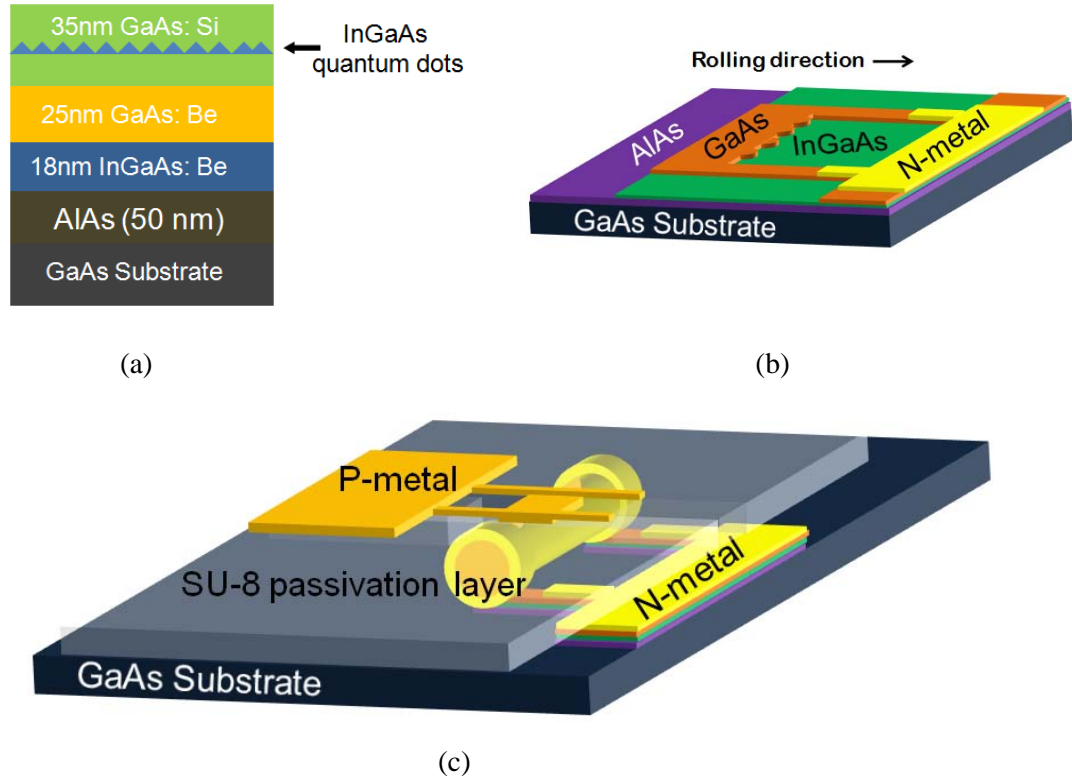 35nm GaAs: Si
InGaAs
quantum dots
25nm GaAs: Be
18nm InGaAs: Be
AlAs (50 nm)
GaAs Substrate
(a)
Rolling direction
AlAs
GaAs
InGaAs
N-metal
GaAs Substrate
(b)
P-metal
SU-8 passivation layer
N-metal
GaAs Substrate
(c)